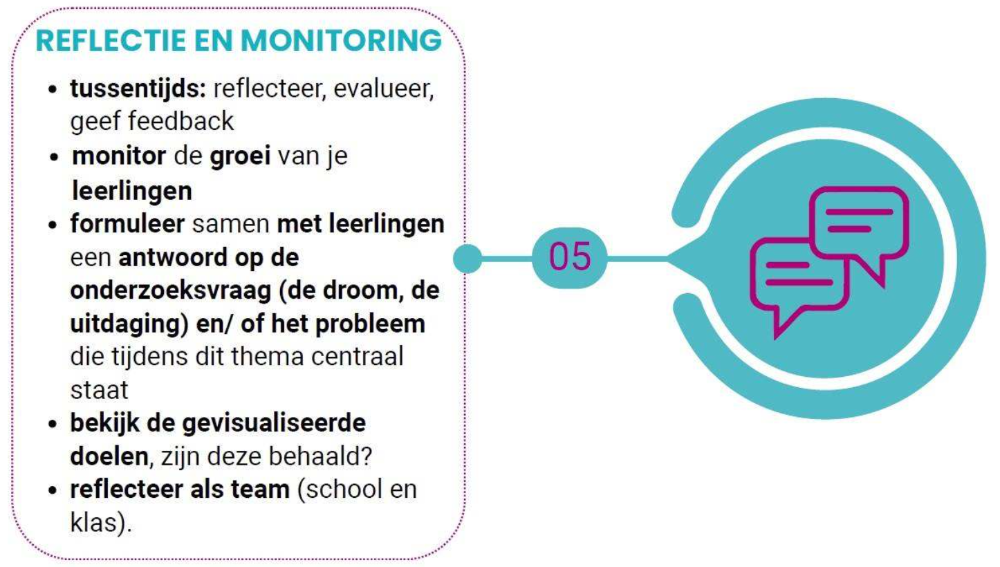 REFLECTIE EN MONITORING
• tussentijds: reflecteer, evalueer,
geef feedback
• monitor de groei van je
leerlingen
• formuleer samen met leerlingen
een antwoord op de
onderzoeksvraag (de droom, de
uitdaging) en/ of het probleem
die tijdens dit thema centraal
staat
• bekijk de gevisualiseerde
doelen, zijn deze behaald?
• reflecteer als team (school en
klas).
05